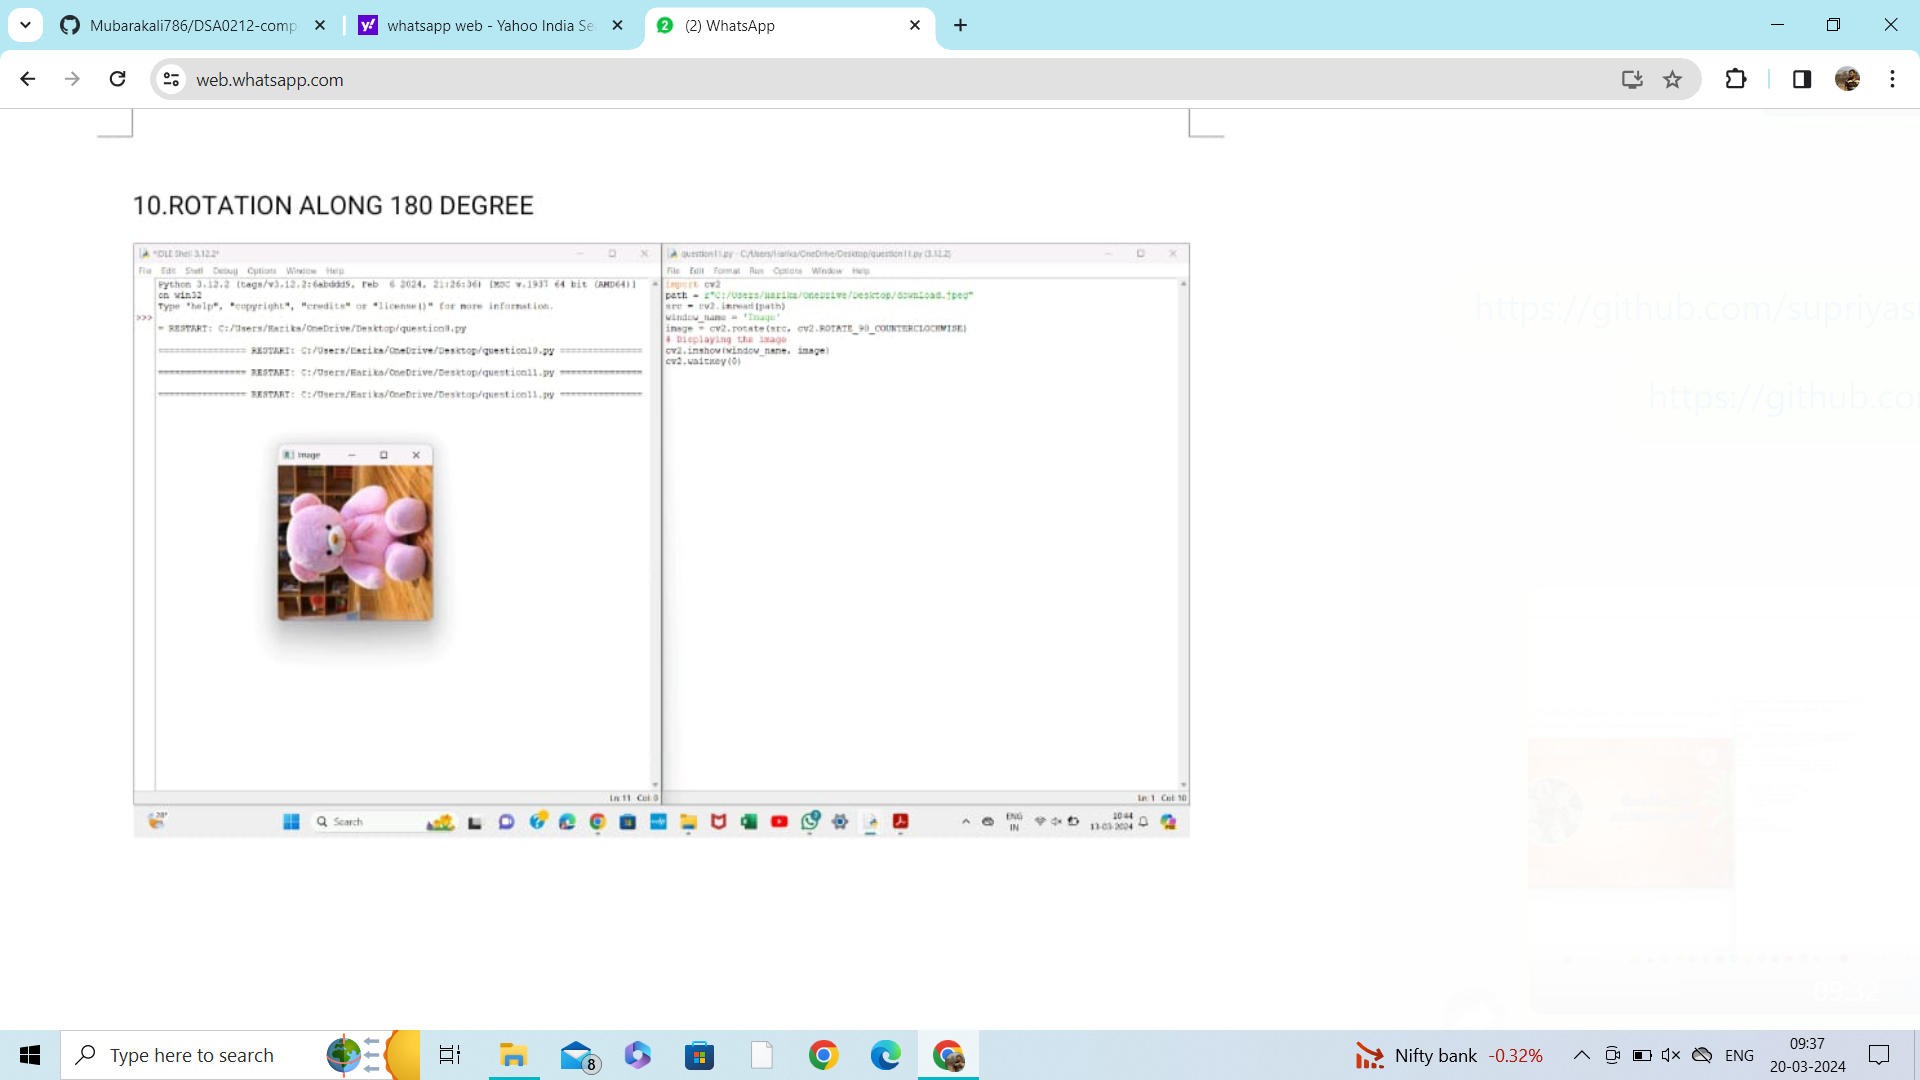 Mubarakali786/DSA0212-comp
whatsapp web - Yahoo India Se
(2) WhatsApp
web.whatsapp.com
10.ROTATION ALONG 180 DEGREE
*IDLE Shell 3.12.2*
File Edit Shell Debug Options Window Help
Python 3.12.2 (tags/v3.12.2:6abddd9, Feb 6 2024, 21:26:36) [MSC v.1937 64 bit (AMD64)]
on win32
Type "help", "copyright", "credits" or "license()" for more information.
>>>
= RESTART: C:/Users/Harika/OneDrive/Desktop/question8.py
================ RESTART: C:/Users/Harika/OneDrive/Desktop/question10.py ===============
================ RESTART: C:/Users/Harika/OneDrive/Desktop/question11.py ===============
================ RESTART: C:/Users/Harika/OneDrive/Desktop/question11.py ===============
Image
Ln: 11 Col: 0
question11.py - C:/Users/Harika/OneDrive/Desktop/question11.py (3.12.2)
File Edit Format Run Options Window Help
import cv2
path = r"C:/Users/Harika/OneDrive/Desktop/download.jpeg"
src = cv2.imread(path)
window_name = 'Image'
image = cv2.rotate(src, cv2.ROTATE_90_COUNTERCLOCKWISE)
# Displaying the image
cv2.imshow(window_name, image)
cv2.waitKey(0)
Ln: 1 Col: 10
28°
Search
ENG
IN
10:44
13-03-2024
https://github.com/supriyas
https://github.co
09:32
Type here to search
8
Nifty bank -0.32%
ENG
09:37
20-03-2024